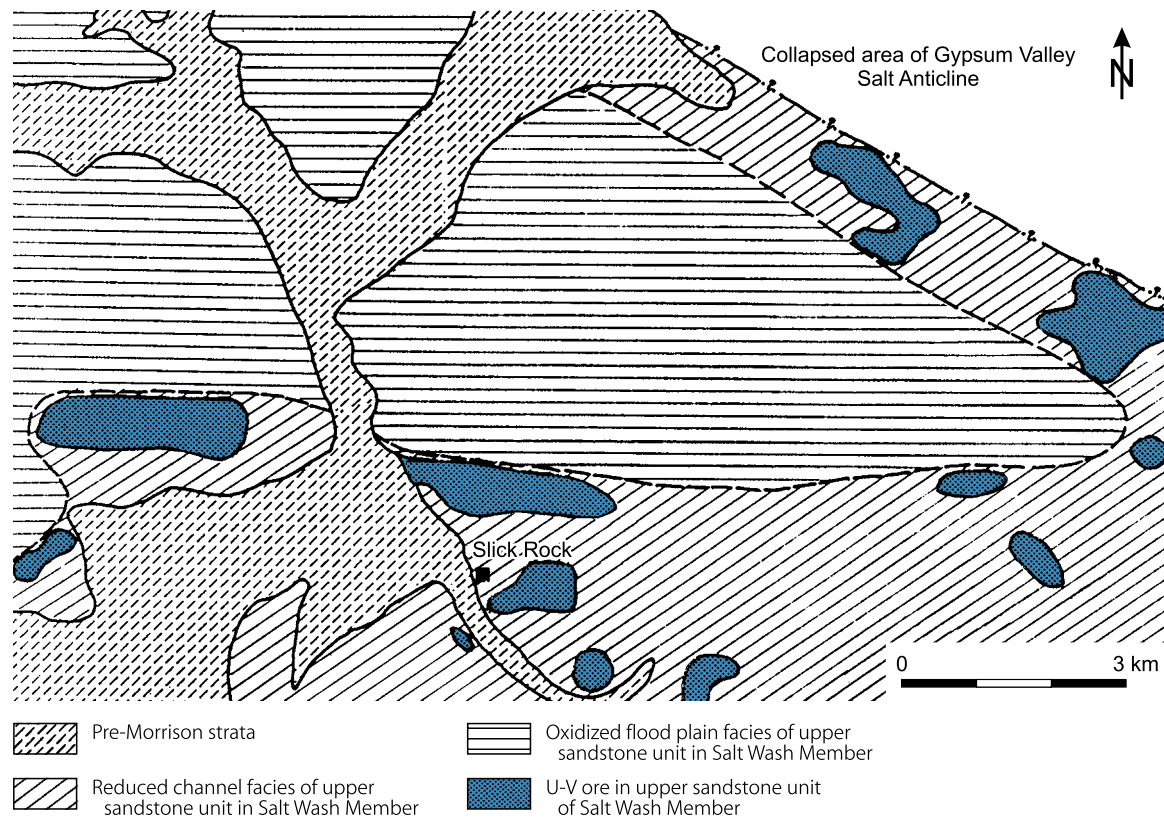 Collapsed area of Gypsum Valley
Salt Anticline
N
Slick Rock
0 3 km
Pre-Morrison strata
Reduced channel facies of upper
sandstone unit in Salt Wash Member
Oxidized flood plain facies of upper
sandstone unit in Salt Wash Member
U-V ore in upper sandstone unit
of Salt Wash Member